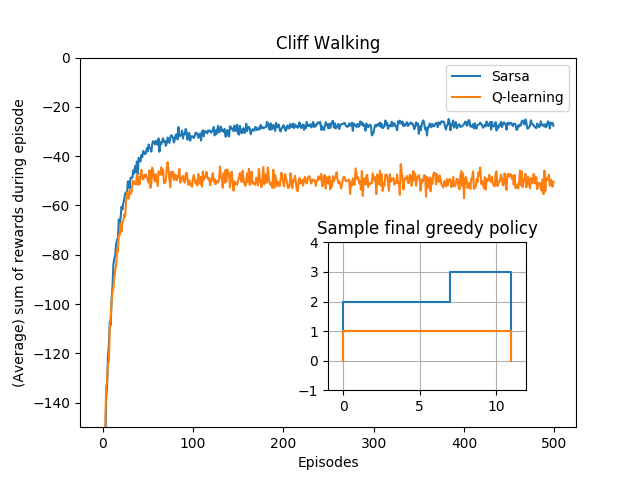 Cliff Walking
0
−20
−40
−60
−80
−100
−120
−140
(Average) sum of rewards during episode
Sarsa
Q-learning
Sample final greedy policy
4
3
2
1
0
−1
0 5 10
0 100 200 300 400 500
Episodes